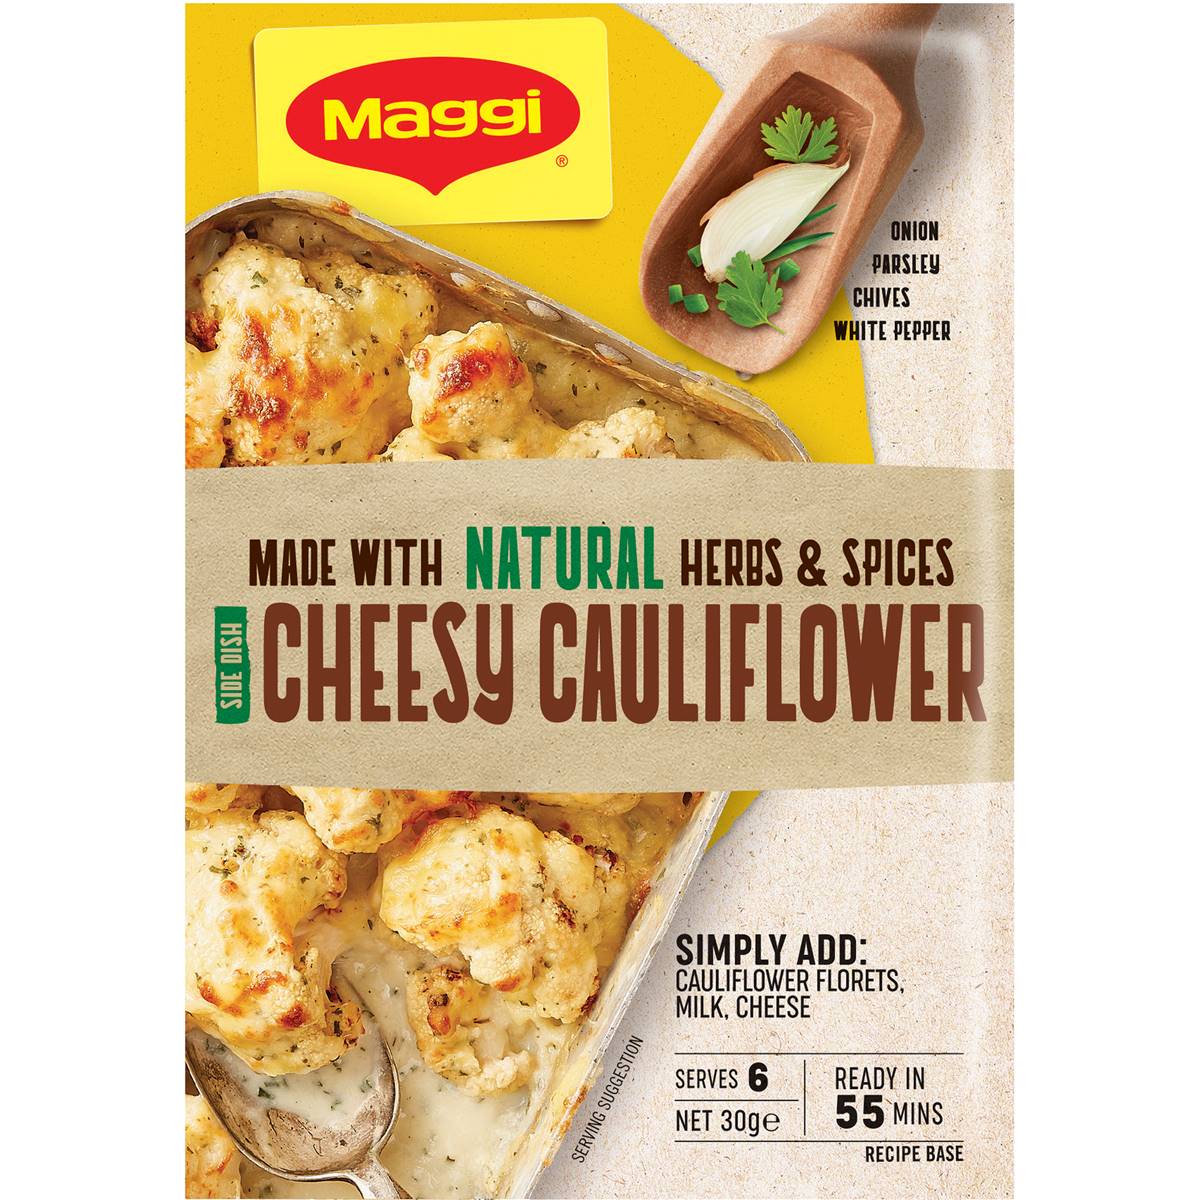 Maggi
®
ONION
PARSLEY
CHIVES
WHITE PEPPER
MADE WITH NATURAL HERBS & SPICES
SIDE DISH
CHEESY CAULIFLOWER
SIMPLY ADD:
CAULIFLOWER FLORETS,
MILK, CHEESE
SERVES 6
NET 30g℮
READY IN
55 MINS
RECIPE BASE
SERVING SUGGESTION